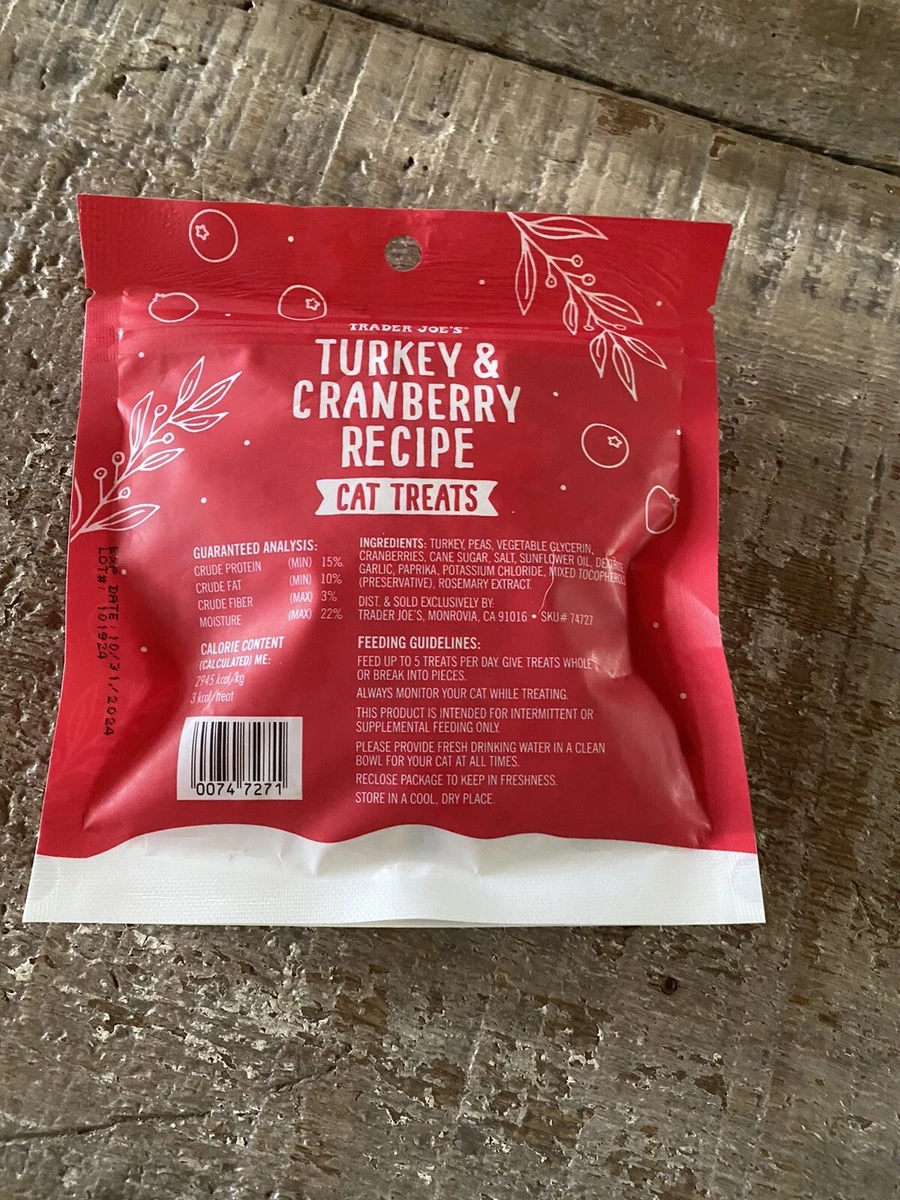 TRADER JOE'S
TURKEY &
CRANBERRY
RECIPE
CAT TREATS
GUARANTEED ANALYSIS:
CRUDE PROTEIN (MIN) 15%
CRUDE FAT (MIN) 10%
CRUDE FIBER (MAX) 3%
MOISTURE (MAX) 22%
CALORIE CONTENT
(CALCULATED) ME:
2945 kcal/kg
3 kcal/treat
0074 7271
INGREDIENTS: TURKEY, PEAS, VEGETABLE GLYCERIN,
CRANBERRIES, CANE SUGAR, SALT, SUNFLOWER OIL,
GARLIC, PAPRIKA, POTASSIUM CHLORIDE, MIXED
(PRESERVATIVE), ROSEMARY EXTRACT.
DIST. & SOLD EXCLUSIVELY BY:
TRADER JOE'S, MONROVIA, CA 91016 • SKU# 74727
FEEDING GUIDELINES:
FEED UP TO 5 TREATS PER DAY. GIVE TREATS WHOLE
OR BREAK INTO PIECES.
ALWAYS MONITOR YOUR CAT WHILE TREATING.
THIS PRODUCT IS INTENDED FOR INTERMITTENT OR
SUPPLEMENTAL FEEDING ONLY.
PLEASE PROVIDE FRESH DRINKING WATER IN A CLEAN
BOWL FOR YOUR CAT AT ALL TIMES.
RECLOSE PACKAGE TO KEEP IN FRESHNESS.
STORE IN A COOL, DRY PLACE.
DATE: 10/31/2024
LOT#: 101924